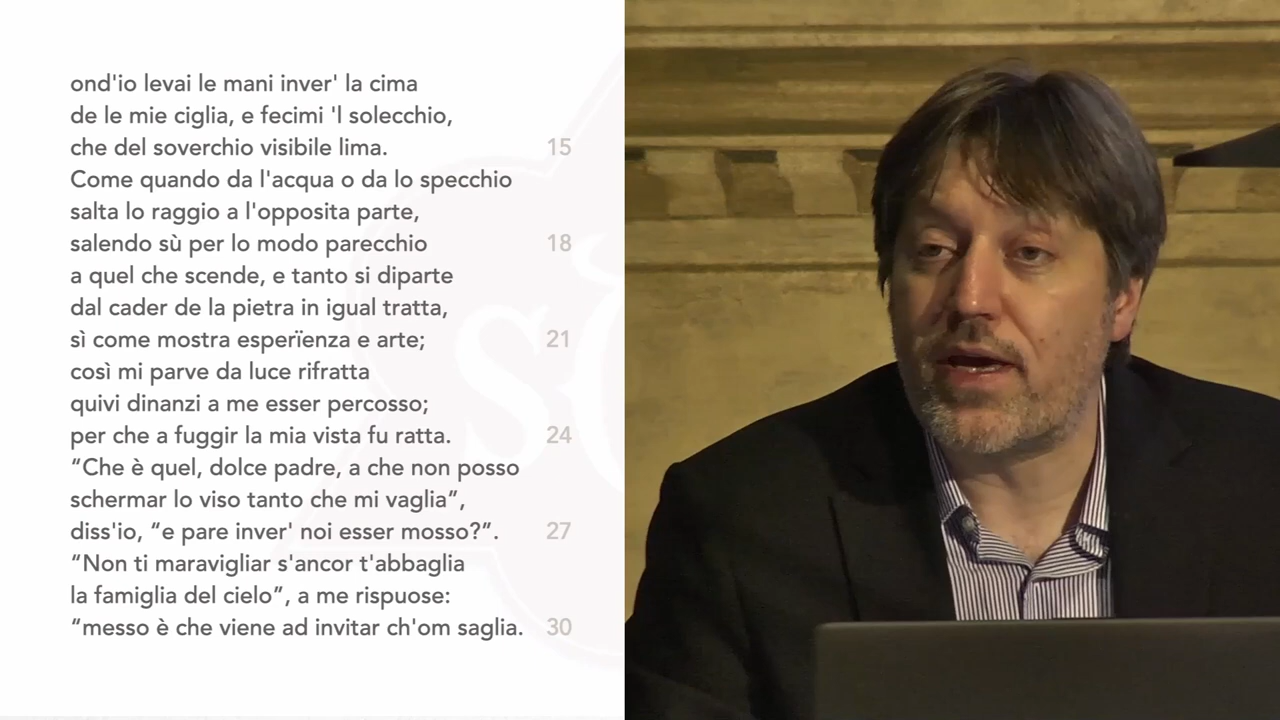 ond'io levai le mani inver' la cima
de le mie ciglia, e fecimi 'l solecchio,
che del soverchio visibile lima. 15
Come quando da l'acqua o da lo specchio
salta lo raggio a l'opposita parte,
salendo sù per lo modo parecchio 18
a quel che scende, e tanto si diparte
dal cader de la pietra in igual tratta,
sì come mostra esperïenza e arte; 21
così mi parve da luce rifratta
quivi dinanzi a me esser percosso;
per che a fuggir la mia vista fu ratta. 24
“Che è quel, dolce padre, a che non posso
schermar lo viso tanto che mi vaglia”,
diss'io, “e pare inver' noi esser mosso?”. 27
“Non ti maravigliar s'ancor t'abbaglia
la famiglia del cielo”, a me rispuose:
“messo è che viene ad invitar ch'om saglia. 30